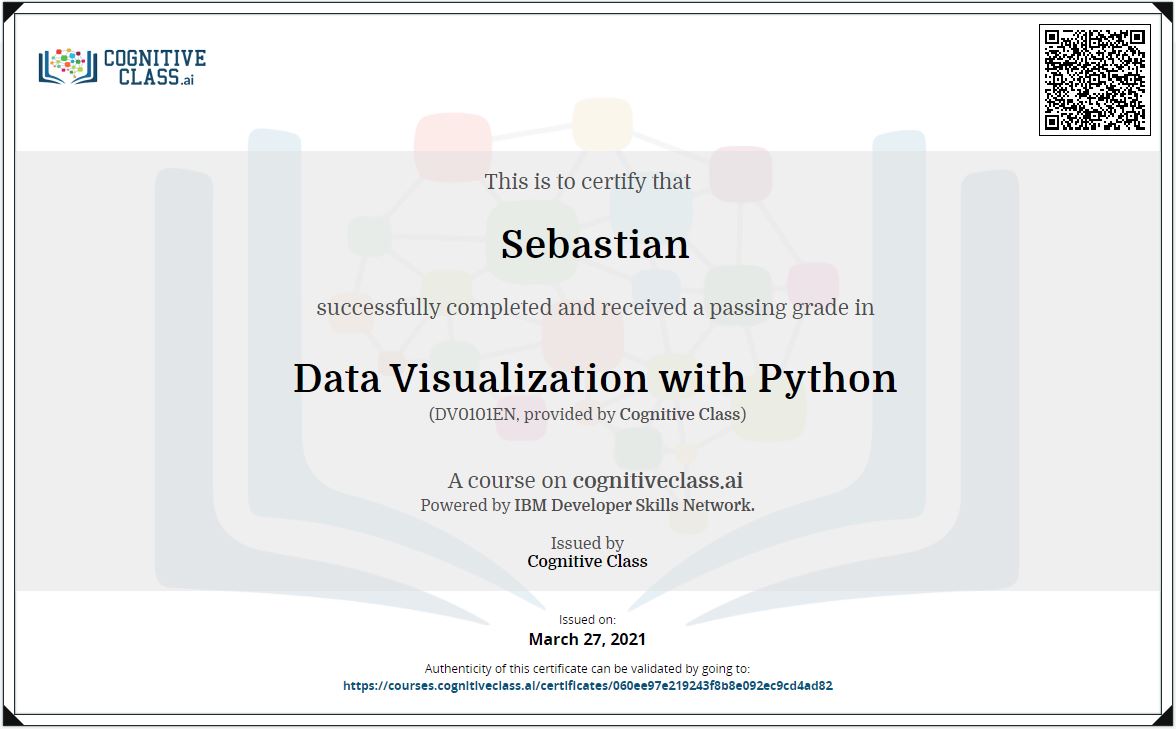 COGNITIVE
CLASS.ai
This is to certify that
Sebastian
successfully completed and received a passing grade in
Data Visualization with Python
(DV0101EN, provided by Cognitive Class)
A course on cognitiveclass.ai
Powered by IBM Developer Skills Network.
Issued by
Cognitive Class
Issued on:
March 27, 2021
Authenticity of this certificate can be validated by going to:
https://courses.cognitiveclass.ai/certificates/060ee97e219243f8b8e092ec9cd4ad82